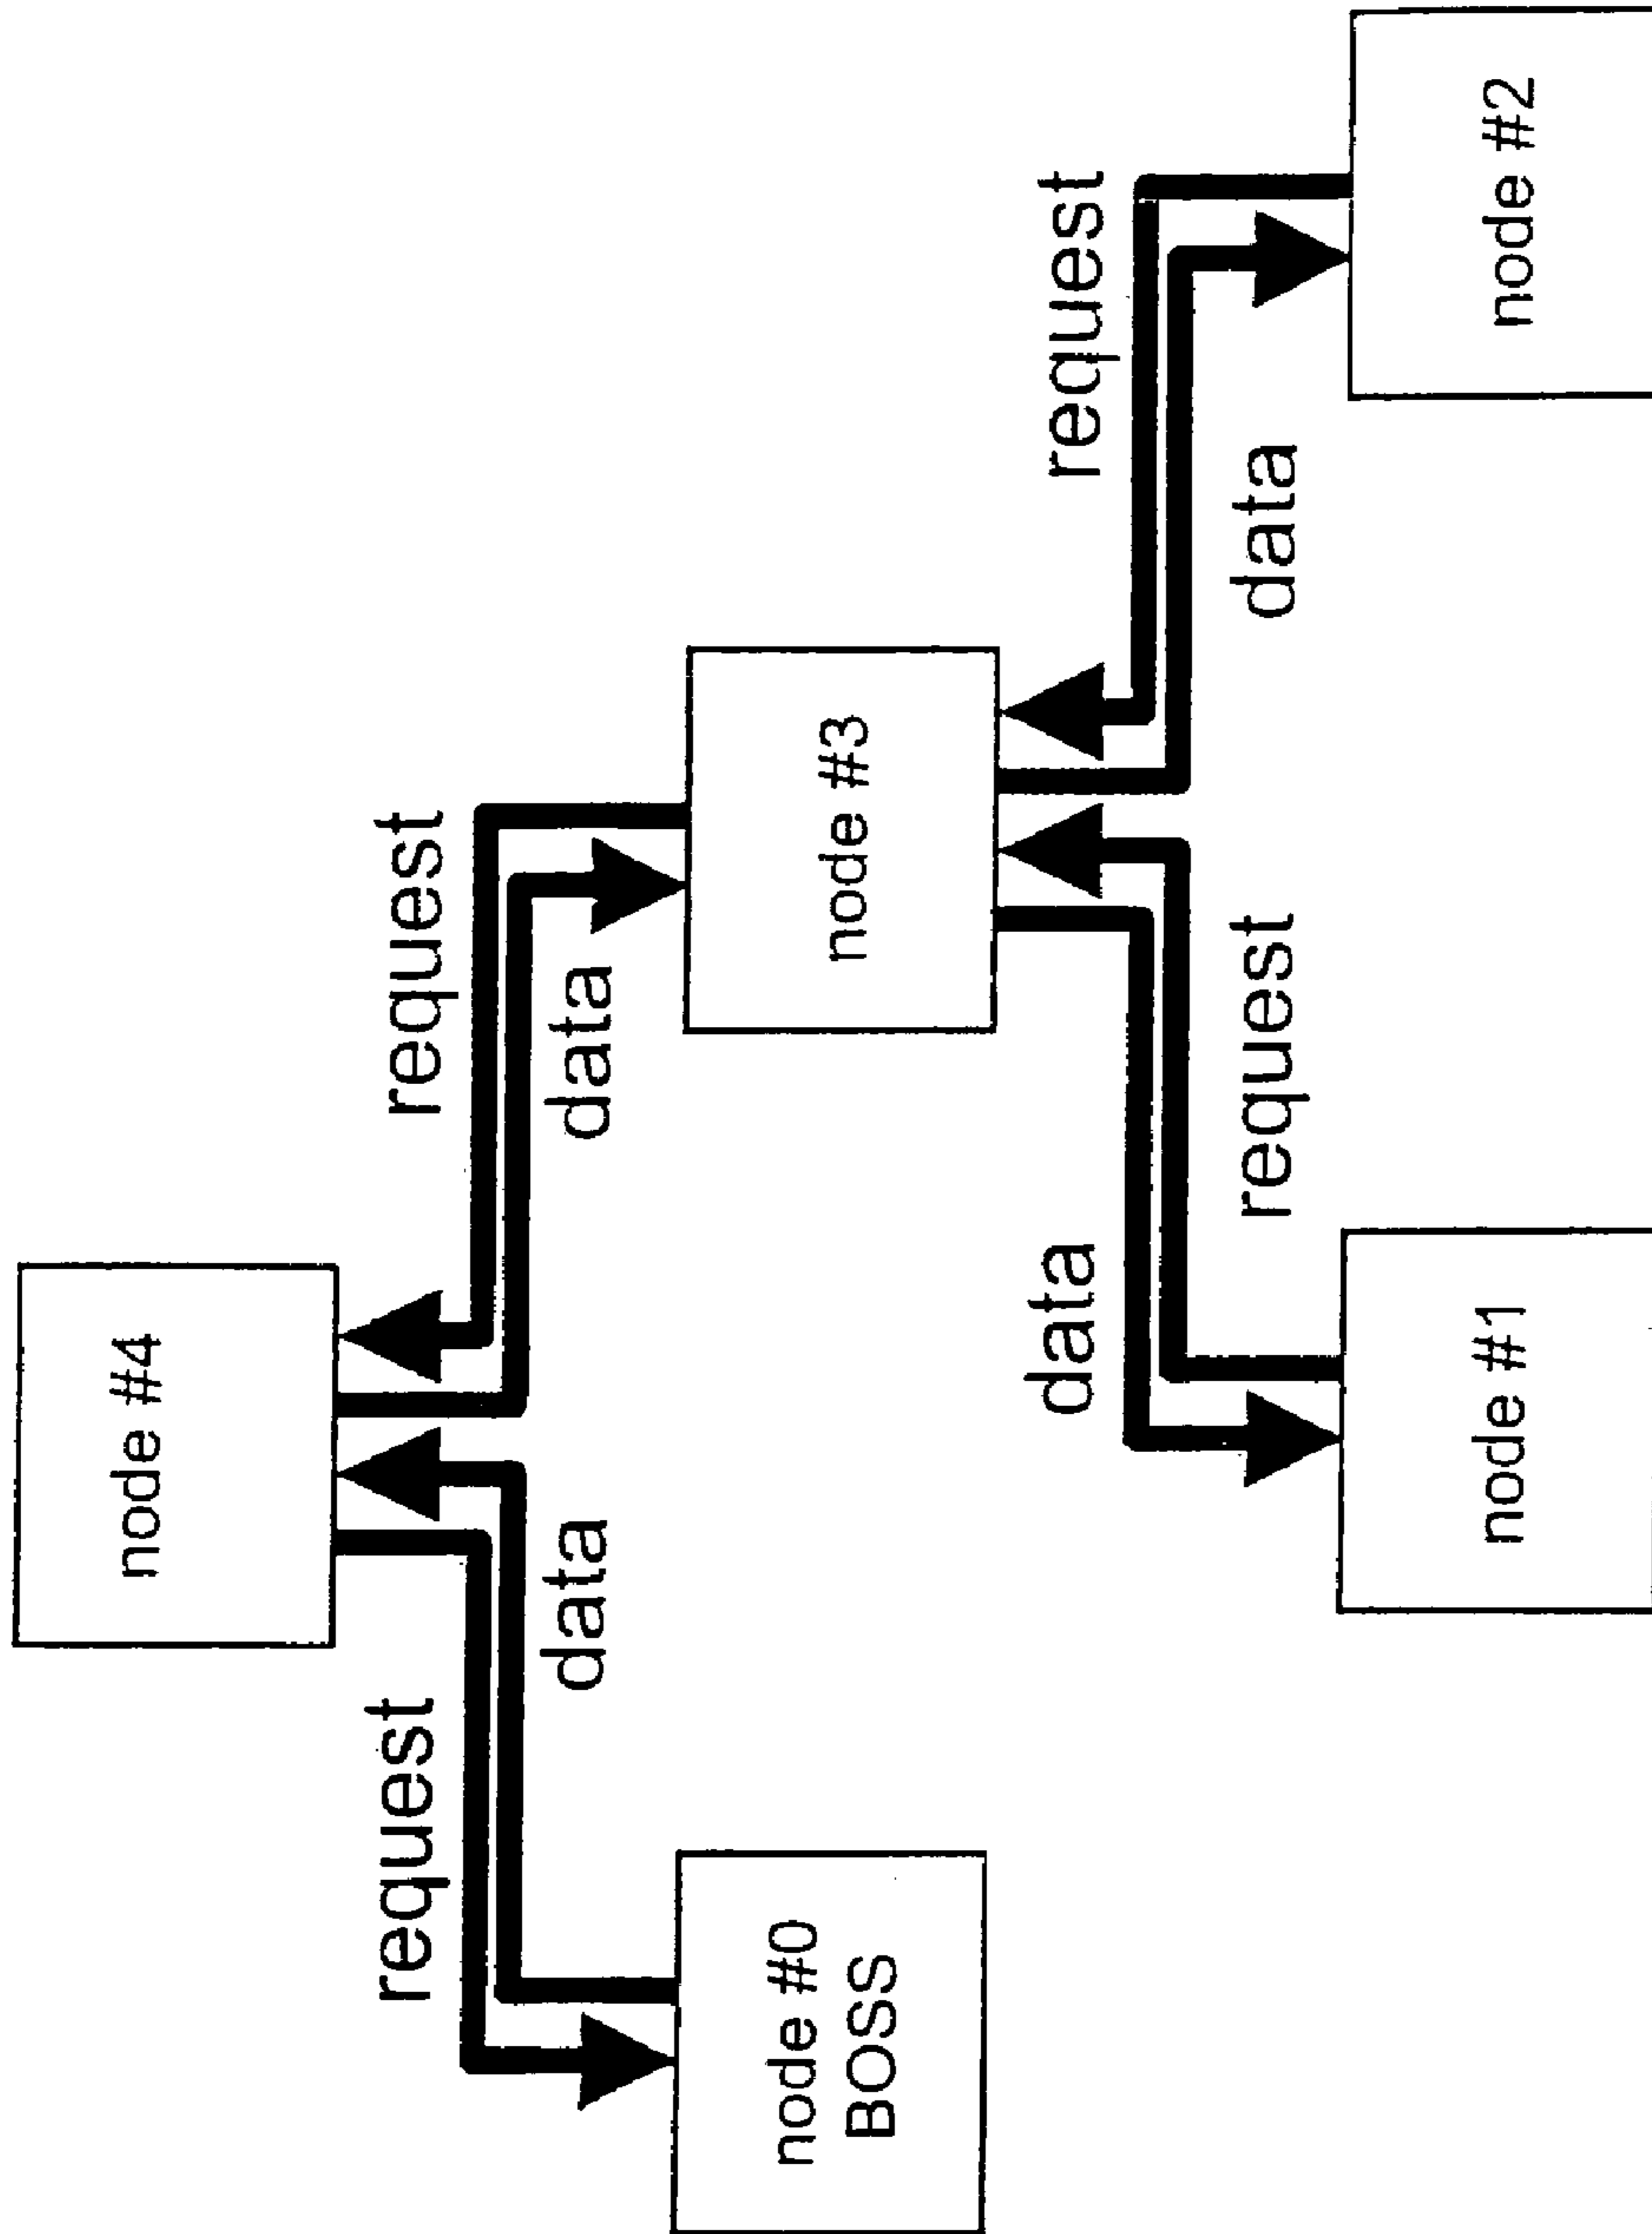 node #4
request
data
request
data
node #0
BOSS
node #3
data
request
request
data
node #1
node #2